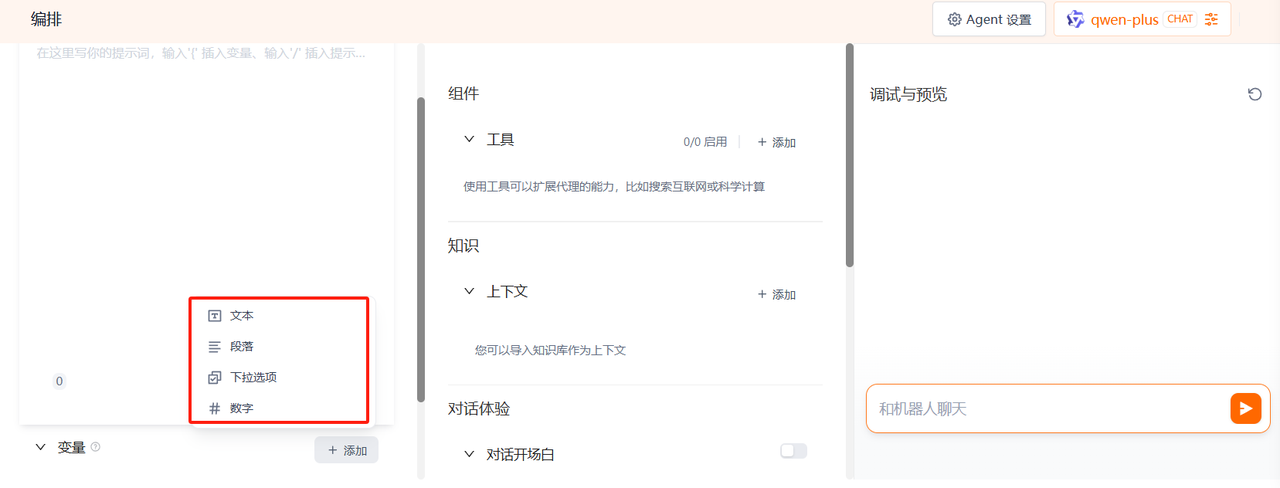 编排
Agent 设置
qwen-plus CHAT
在这里写你的提示词，输入'{' 插入变量、输入'/' 插入提示...
文本
段落
下拉选项
数字
0
变量
+ 添加
组件
工具
0/0 启用
+ 添加
使用工具可以扩展代理的能力，比如搜索互联网或科学计算
知识
上下文
+ 添加
您可以导入知识库作为上下文
对话体验
对话开场白
调试与预览
和机器人聊天